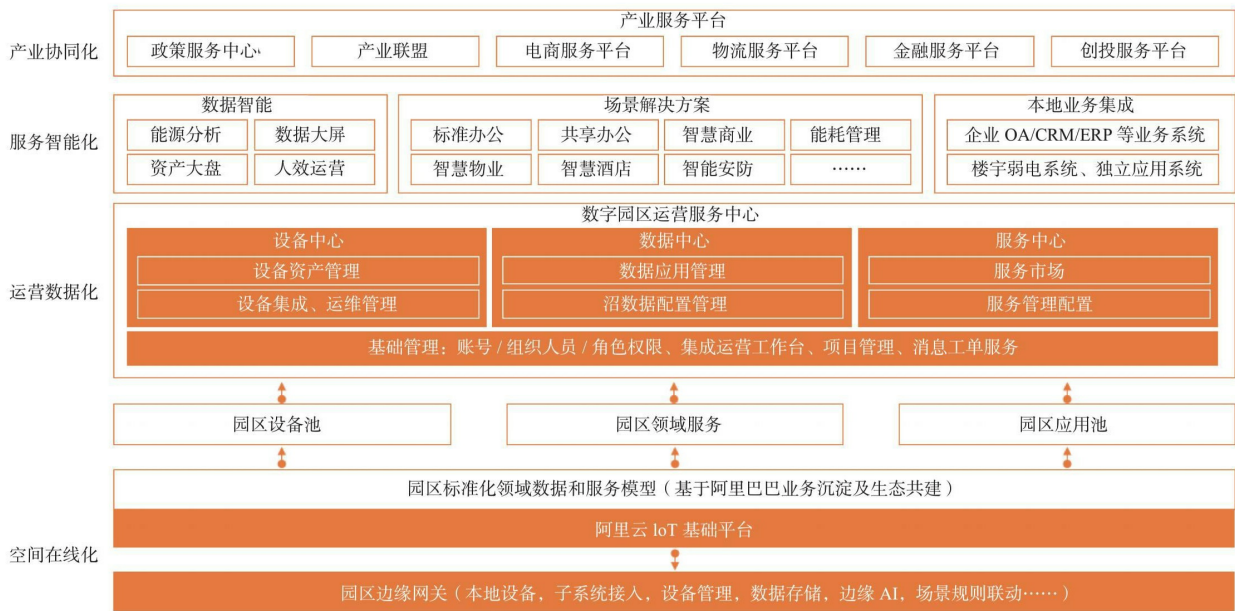 产业协同化
产业服务平台
政策服务中心
产业联盟
电商服务平台
物流服务平台
金融服务平台
创投服务平台
服务智能化
数据智能
能源分析
数据大屏
资产大盘
人效运营
场景解决方案
标准办公
共享办公
智慧商业
能耗管理
智慧物业
智慧酒店
智能安防
……
本地业务集成
企业 OA/CRM/ERP 等业务系统
楼宇弱电系统、独立应用系统
运营数据化
数字园区运营服务中心
设备中心
设备资产管理
设备集成、运维管理
数据中心
数据应用管理
沼数据配置管理
服务中心
服务市场
服务管理配置
基础管理：账号 / 组织人员 / 角色权限、集成运营工作台、项目管理、消息工单服务
园区设备池
园区领域服务
园区应用池
空间在线化
园区标准化领域数据和服务模型（基于阿里巴巴业务沉淀及生态共建）
阿里云 IoT 基础平台
园区边缘网关（本地设备，子系统接入，设备管理，数据存储，边缘 AI，场景规则联动……）